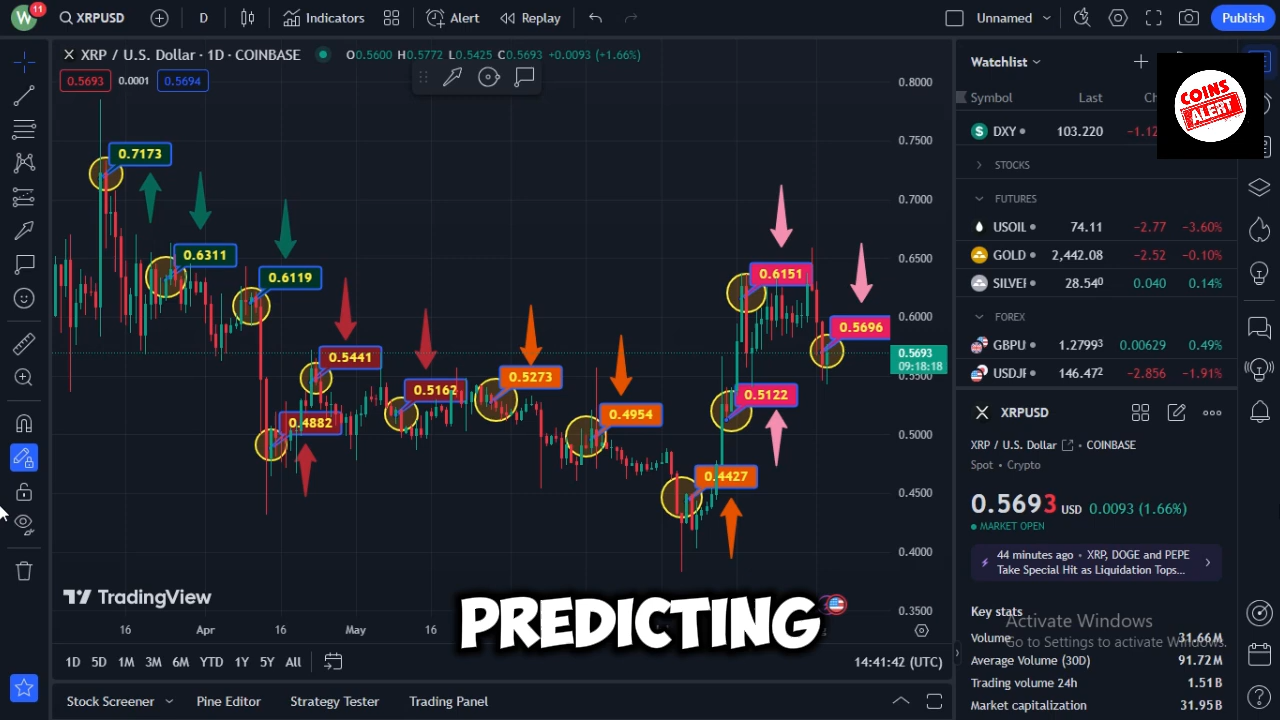 W
11
XRPUSD
D
Indicators
Alert
Replay
Unnamed
Publish
XRP / U.S. Dollar · 1D · COINBASE
O0.5600 H0.5772 L0.5425 C0.5693 +0.0093 (+1.66%)
0.5693
0.0001
0.5694
0.7173
0.6311
0.6119
0.5441
0.4882
0.5162
0.5273
0.4954
0.4427
0.6151
0.5122
0.5696
0.8000
0.7500
0.7000
0.6500
0.6000
0.5693
09:18:18
0.5000
0.4500
0.4000
0.3500
TradingView
PREDICTING
16
Apr
16
May
16
1D 5D 1M 3M 6M YTD 1Y 5Y All
14:41:42 (UTC)
Stock Screener
Pine Editor
Strategy Tester
Trading Panel
Watchlist
COINS
ALERT
Symbol Last
DXY 103.220
STOCKS
FUTURES
USOIL 74.11 −2.77 −3.60%
GOLD 2,442.08 −2.52 −0.10%
SILVEI 28.540 0.040 0.14%
FOREX
GBPU 1.27993 0.00629 0.49%
USDJI 146.472 −2.856 −1.91%
XRPUSD
XRP / U.S. Dollar COINBASE
Spot • Crypto
0.5693 USD 0.0093 (1.66%)
MARKET OPEN
44 minutes ago • XRP, DOGE and PEPE
Take Special Hit as Liquidation Tops...
Key stats
Activate Windows
Go to Settings to activate Windows.
Volume 31.66M
Average Volume (30D) 91.72M
Trading volume 24h 1.51B
Market capitalization 31.95B